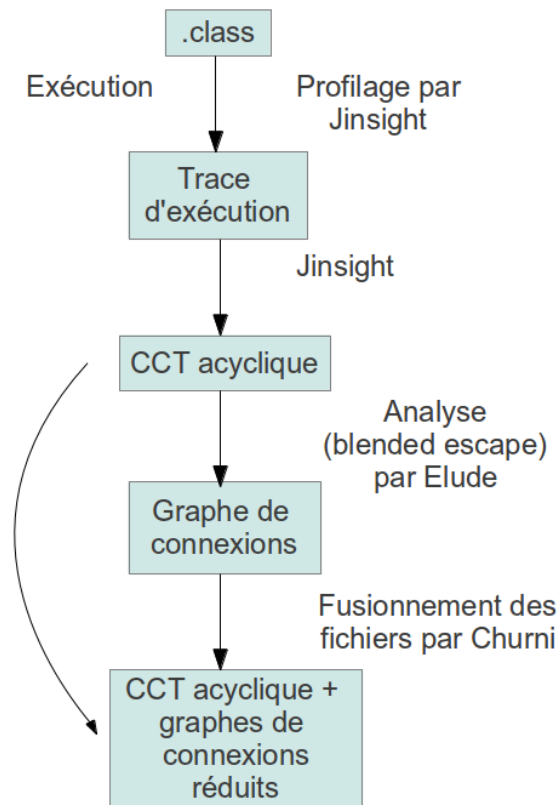 .class
Exécution
Profilage par
Jinsight
Trace
d'exécution
Jinsight
CCT acyclique
Analyse
(blended escape)
par Elude
Graphe de
connexions
Fusionnement des
fichiers par Churni
CCT acyclique +
graphes de
connexions
réduits